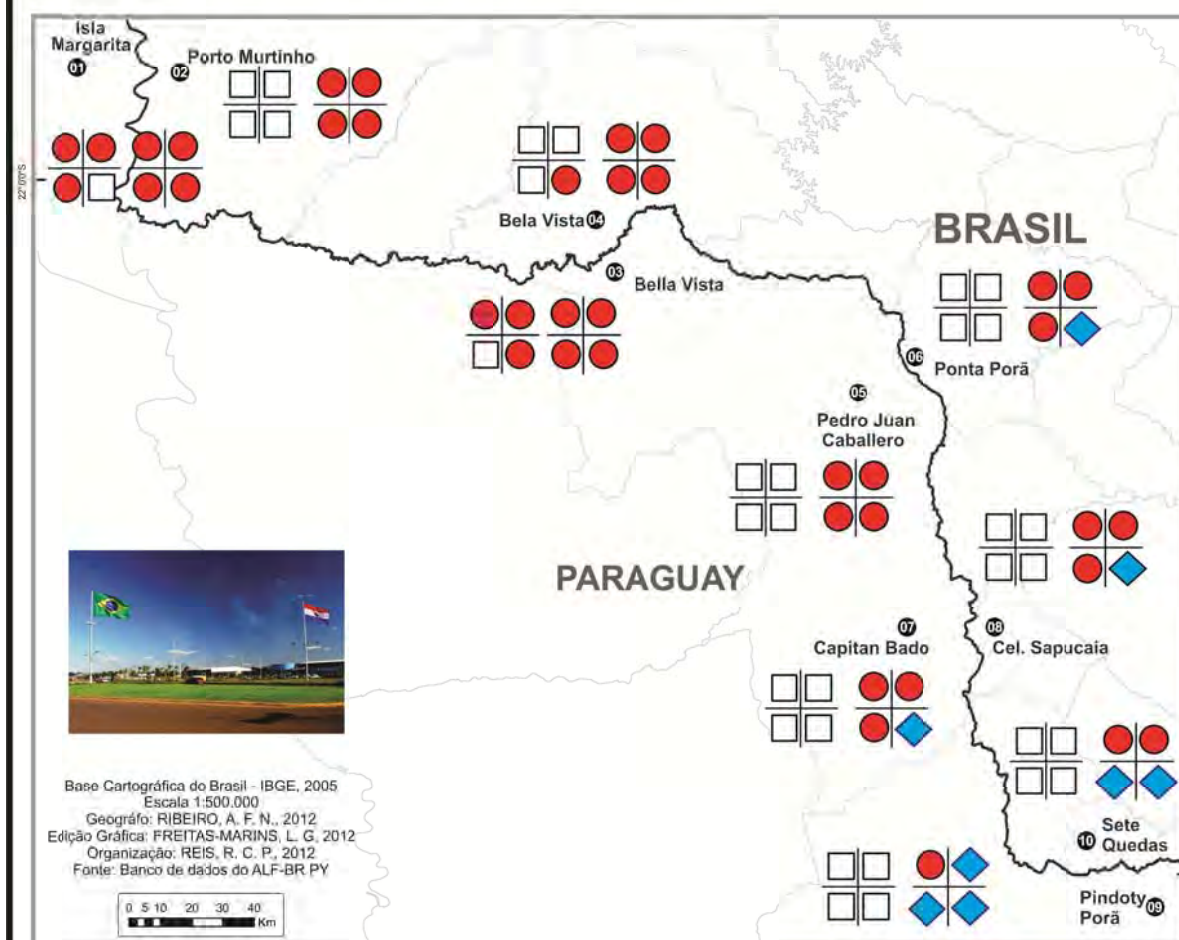 Isla
Margarita
01
02
Porto Murtinho
22°0'0"S
Bela Vista 04
03
Bella Vista
BRASIL
06
Ponta Porã
05
Pedro Juan
Caballero
PARAGUAY
07
Capitan Bado
08
Cel. Sapucaia
10
Sete
Quedas
Pindoty
Porã
09
Base Cartográfica do Brasil - IBGE, 2005
Escala 1:500.000
Geográfo: RIBEIRO, A. F. N., 2012
Edição Gráfica: FREITAS-MARINS, L. G, 2012
Organização: REIS, R. C. P., 2012
Fonte: Banco de dados do ALF-BR PY
0 5 10 20 30 40
Km